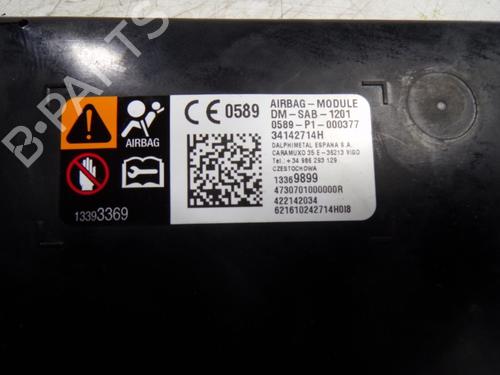 B-PARTS
AIRBAG
13393369
CE 0589
AIRBAG-MODULE
DM-SAB-1201
0589-P1-000377
34142714H
DALPHIMETAL ESPANA S.A.
CARAMUXO 35 E-36213 VIGO
Tel.: +34 986 293 129
CZESTOCHOWA
13369899
4730701000000R
422142034
621610242714H0I8